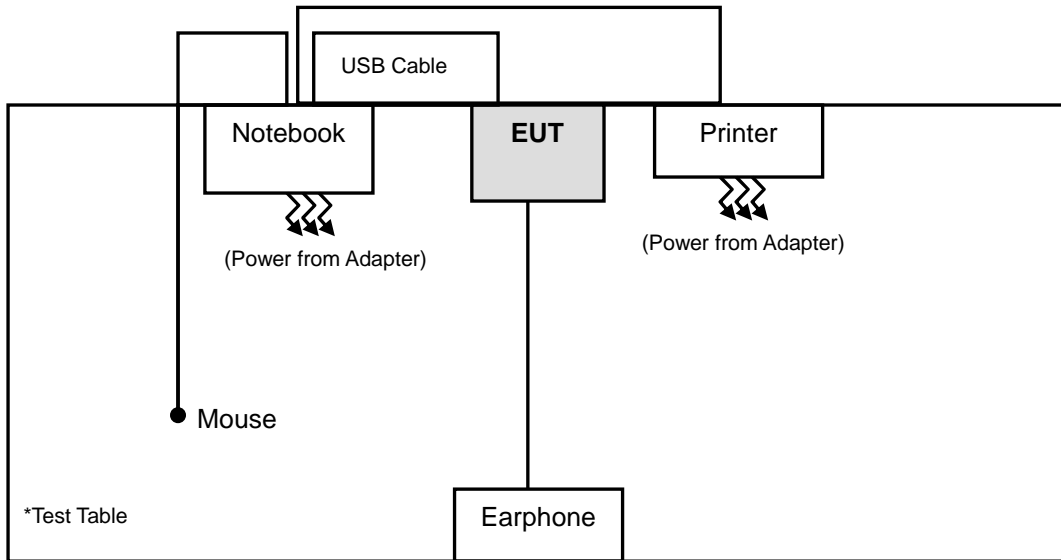 USB Cable
Notebook
EUT
Printer
(Power from Adapter)
(Power from Adapter)
Mouse
*Test Table
Earphone